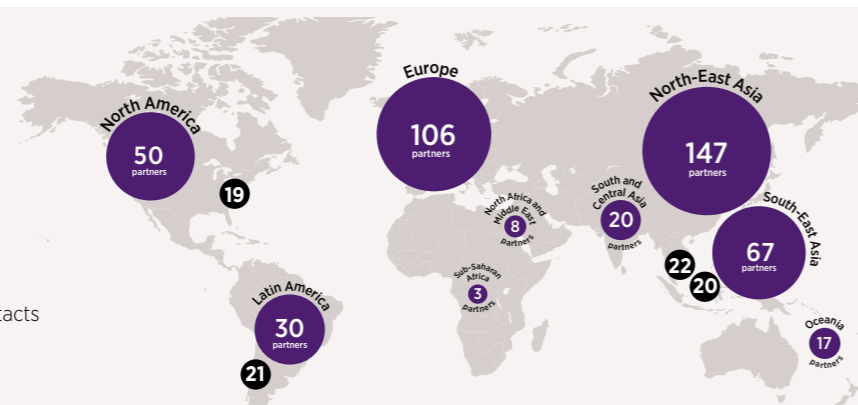 North America
50
partners
19
Europe
106
partners
North-East Asia
147
partners
South and
Central Asia
20
partners
North Africa and
Middle East
8
partners
South-East Asia
67
partners
22
20
Sub-Saharan
Africa
3
partners
Latin America
30
partners
21
Oceania
17
partners
tacts